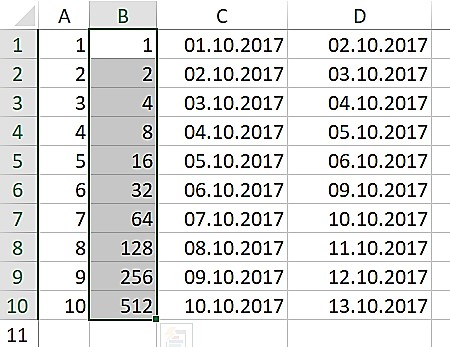 A B C D
1 1 1 01.10.2017 02.10.2017
2 2 2 02.10.2017 03.10.2017
3 3 4 03.10.2017 04.10.2017
4 4 8 04.10.2017 05.10.2017
5 5 16 05.10.2017 06.10.2017
6 6 32 06.10.2017 09.10.2017
7 7 64 07.10.2017 10.10.2017
8 8 128 08.10.2017 11.10.2017
9 9 256 09.10.2017 12.10.2017
10 10 512 10.10.2017 13.10.2017
11